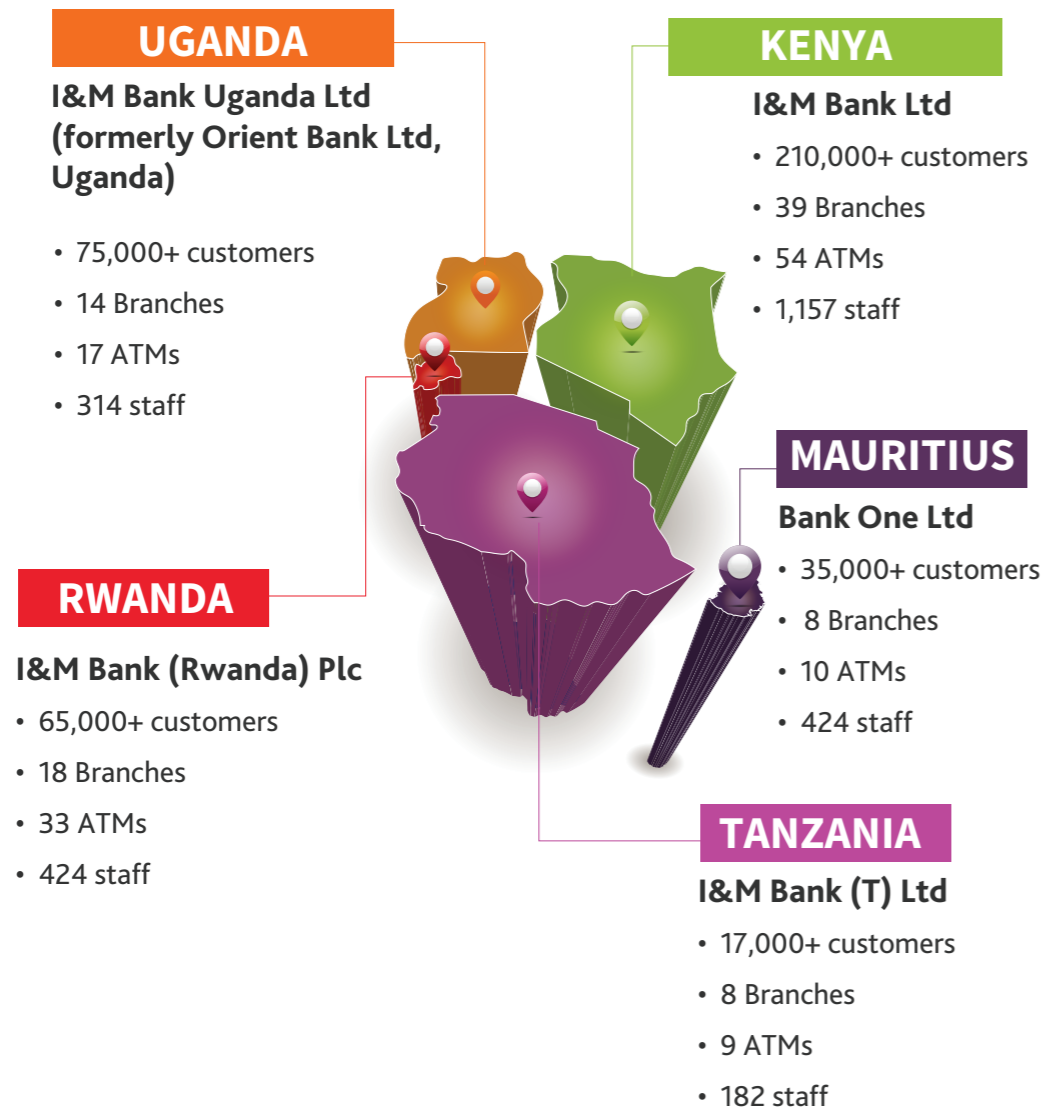 UGANDA
I&M Bank Uganda Ltd
(formerly Orient Bank Ltd,
Uganda)
• 75,000+ customers
• 14 Branches
• 17 ATMs
• 314 staff
KENYA
I&M Bank Ltd
• 210,000+ customers
• 39 Branches
• 54 ATMs
• 1,157 staff
MAURITIUS
Bank One Ltd
• 35,000+ customers
• 8 Branches
• 10 ATMs
• 424 staff
RWANDA
I&M Bank (Rwanda) Plc
• 65,000+ customers
• 18 Branches
• 33 ATMs
• 424 staff
TANZANIA
I&M Bank (T) Ltd
• 17,000+ customers
• 8 Branches
• 9 ATMs
• 182 staff